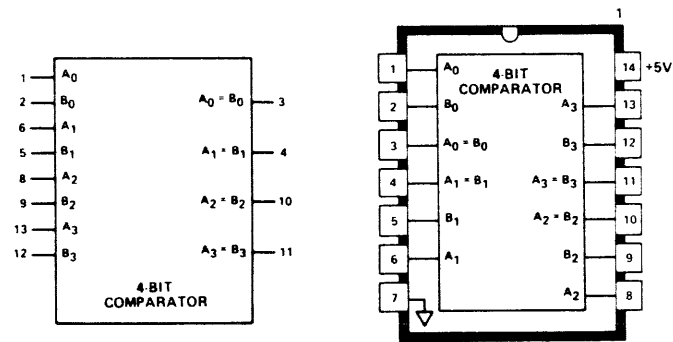 1 A₀
2 B₀ A₀ = B₀ 3
6 A₁
5 B₁ A₁ = B₁ 4
8 A₂
9 B₂ A₂ = B₂ 10
13 A₃
12 B₃ A₃ = B₃ 11
4-BIT
COMPARATOR
1
4-BIT
COMPARATOR
1 A₀ 14 +5V
2 B₀ A₃ 13
3 A₀ = B₀ B₃ 12
4 A₁ = B₁ A₃ = B₃ 11
5 B₁ A₂ = B₂ 10
6 A₁ B₂ 9
7 A₂ 8